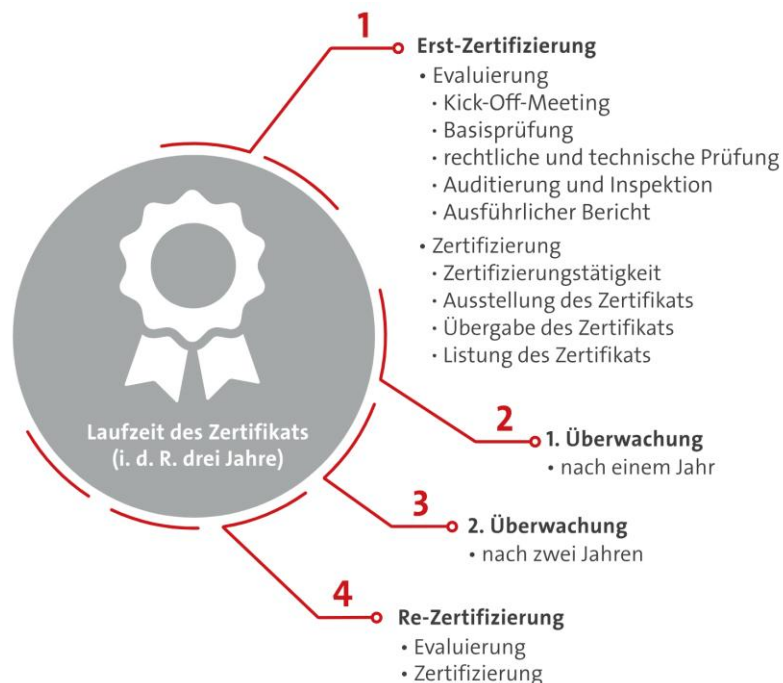 1
Erst-Zertifizierung
• Evaluierung
· Kick-Off-Meeting
· Basisprüfung
· rechtliche und technische Prüfung
· Auditierung und Inspektion
· Ausführlicher Bericht
• Zertifizierung
· Zertifizierungstätigkeit
· Ausstellung des Zertifikats
· Übergabe des Zertifikats
· Listung des Zertifikats
Laufzeit des Zertifikats
(i. d. R. drei Jahre)
2
1. Überwachung
• nach einem Jahr
3
2. Überwachung
• nach zwei Jahren
4
Re-Zertifizierung
• Evaluierung
• Zertifizierung